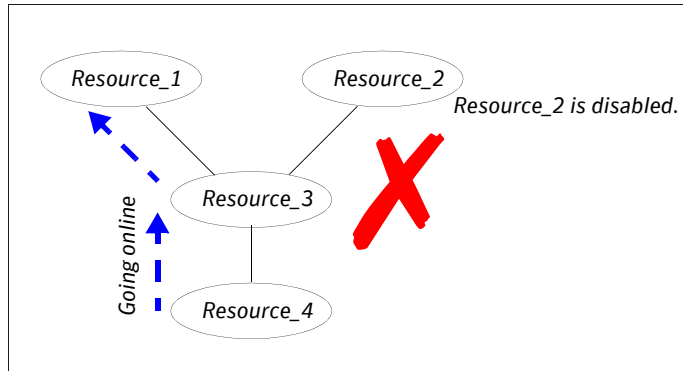 Resource_1
Resource_2
Resource_2 is disabled.
Resource_3
Going online
Resource_4